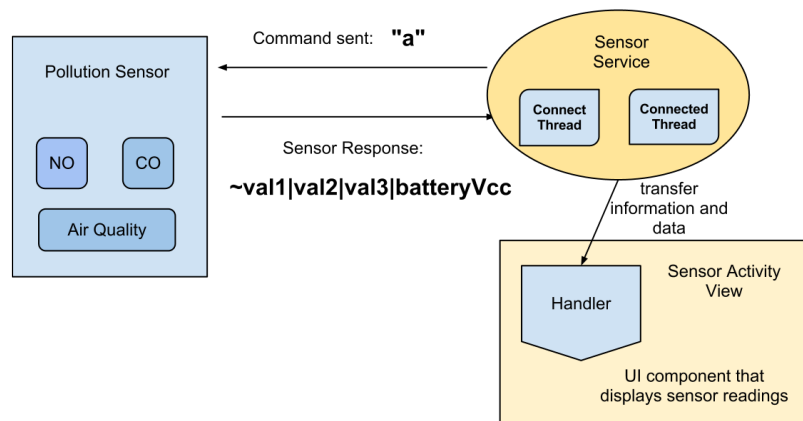 Pollution Sensor
NO
CO
Air Quality
Command sent: "a"
Sensor Response:
~val1|val2|val3|batteryVcc
Sensor
Service
Connect
Thread
Connected
Thread
transfer
information and
data
Sensor Activity
View
Handler
UI component that
displays sensor readings